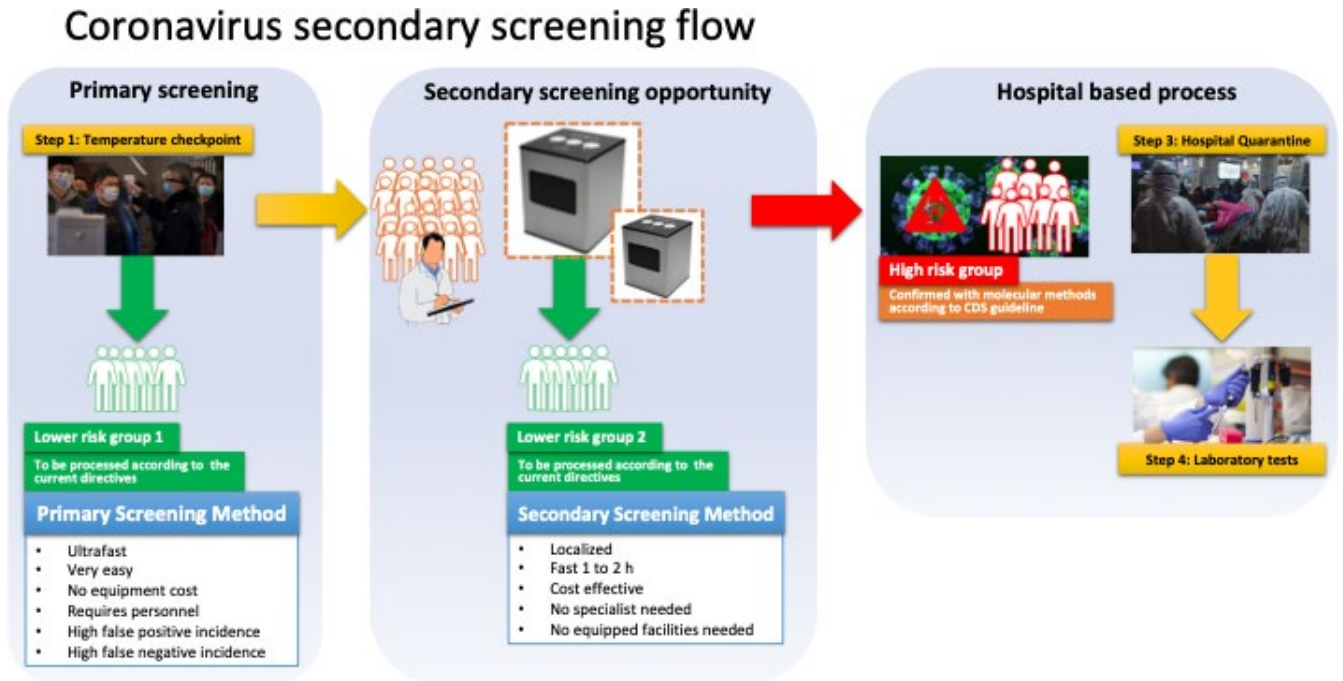 Coronavirus secondary screening flow
Primary screening
Step 1: Temperature checkpoint
Lower risk group 1
To be processed according to the
current directives
Primary Screening Method
• Ultrafast
• Very easy
• No equipment cost
• Requires personnel
• High false positive incidence
• High false negative incidence
Secondary screening opportunity
Lower risk group 2
To be processed according to the
current directives
Secondary Screening Method
• Localized
• Fast 1 to 2 h
• Cost effective
• No specialist needed
• No equipped facilities needed
Hospital based process
High risk group
Confirmed with molecular methods
according to CDS guideline
Step 3: Hospital Quarantine
Step 4: Laboratory tests